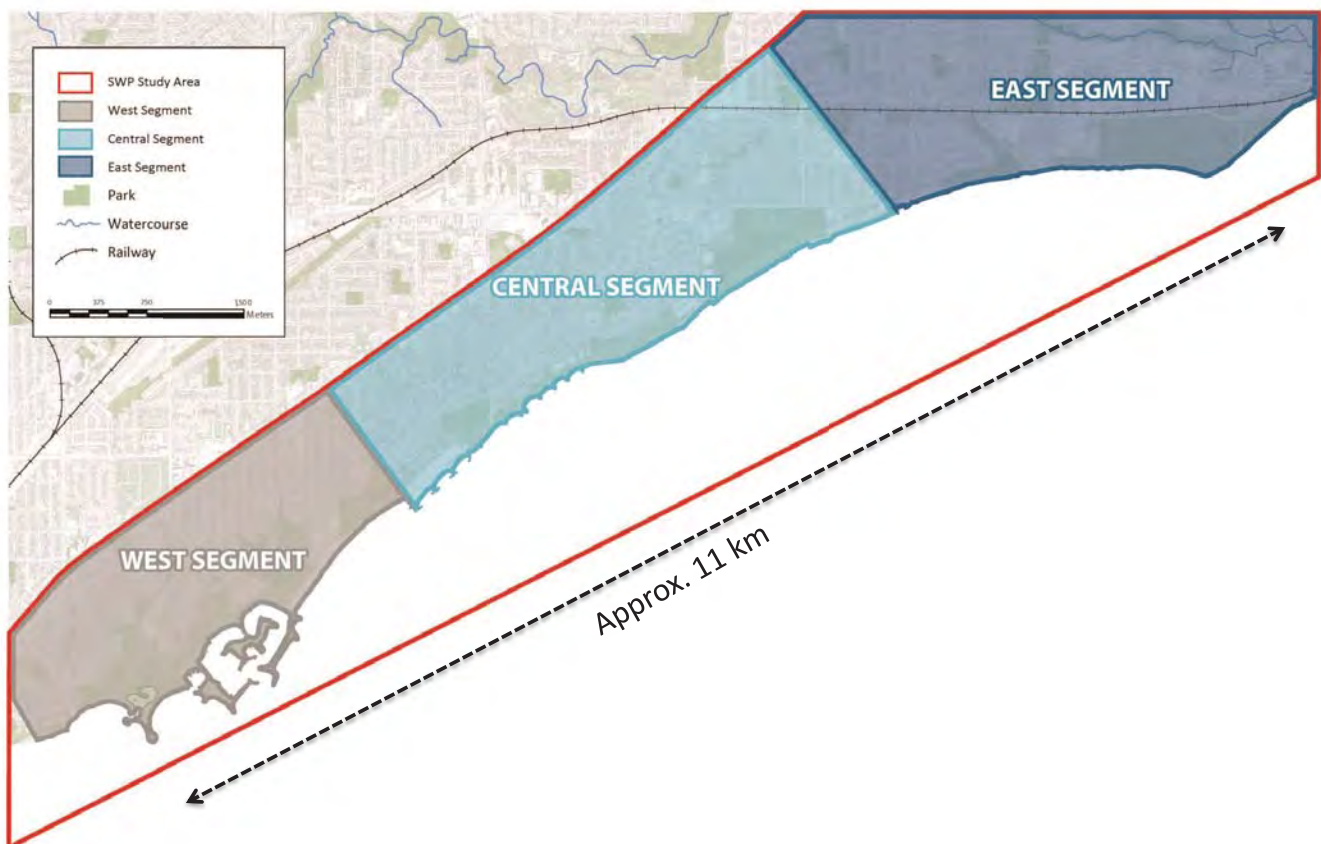 SWP Study Area
West Segment
Central Segment
East Segment
Park
Watercourse
Railway
0 375 750 1500
Meters
EAST SEGMENT
CENTRAL SEGMENT
WEST SEGMENT
Approx. 11 km